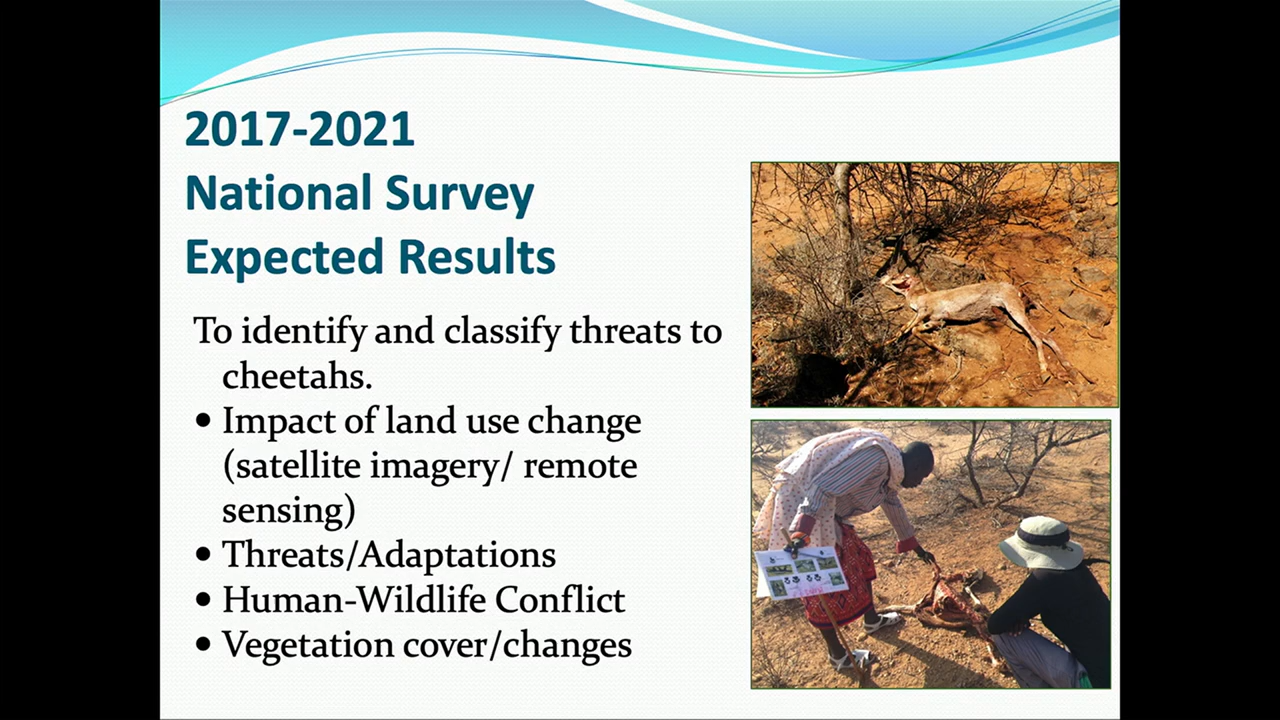 2017-2021
National Survey
Expected Results
To identify and classify threats to
cheetahs.
• Impact of land use change
(satellite imagery/ remote
sensing)
• Threats/Adaptations
• Human-Wildlife Conflict
• Vegetation cover/changes